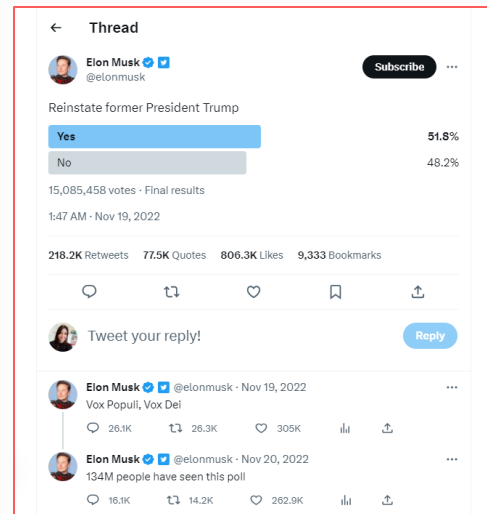 ← Thread
Elon Musk
@elonmusk
Subscribe ...
Reinstate former President Trump
Yes 51.8%
No 48.2%
15,085,458 votes · Final results
1:47 AM · Nov 19, 2022
218.2K Retweets 77.5K Quotes 806.3K Likes 9,333 Bookmarks
Tweet your reply!
Reply
Elon Musk @elonmusk · Nov 19, 2022 ...
Vox Populi, Vox Dei
26.1K 26.3K 305K
Elon Musk @elonmusk · Nov 20, 2022 ...
134M people have seen this poll
16.1K 14.2K 262.9K